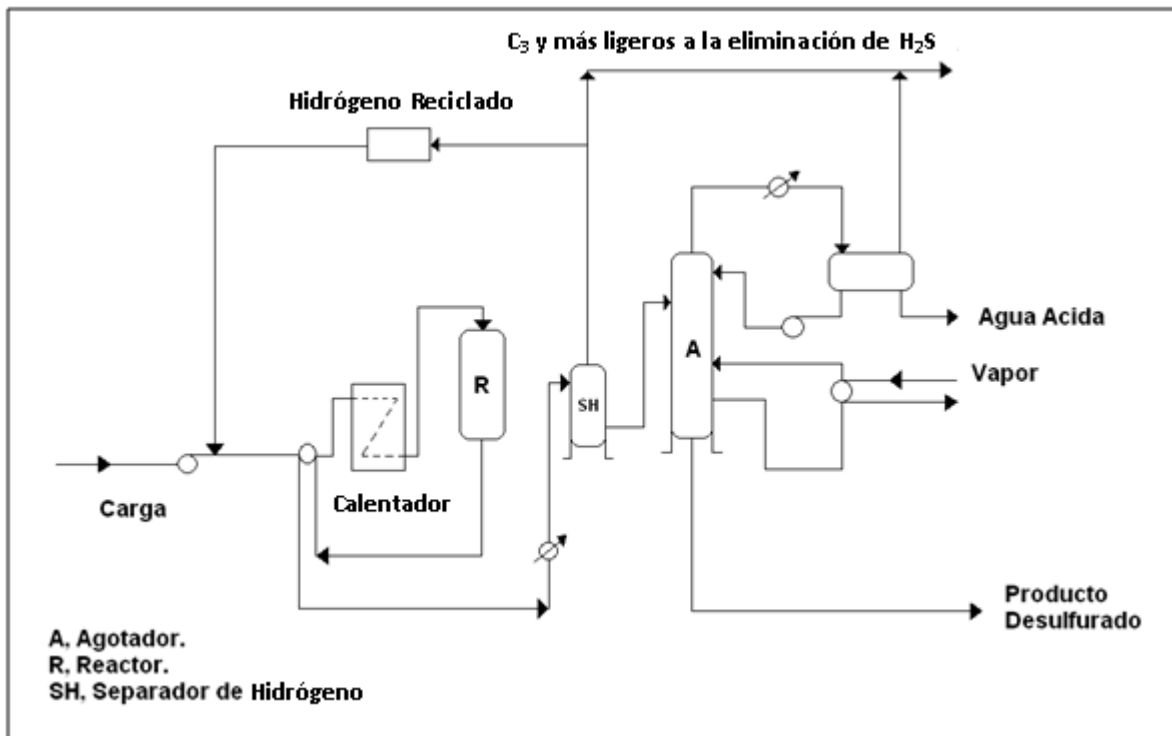 C₃ y más ligeros a la eliminación de H₂S
Hidrógeno Reciclado
R
SH
A
Agua Acida
Vapor
Carga
Calentador
Producto
Desulfurado
A, Agotador.
R, Reactor.
SH, Separador de Hidrógeno